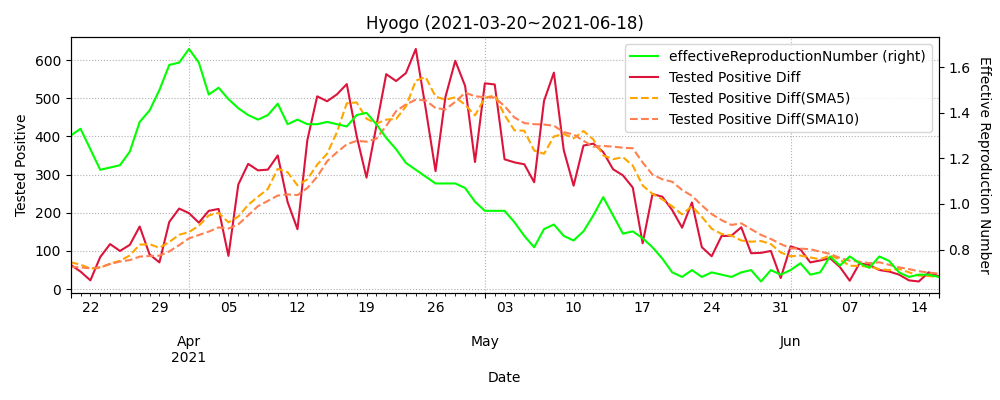 Hyogo (2021-03-20~2021-06-18)
effectiveReproductionNumber (right)
Tested Positive Diff
Tested Positive Diff(SMA5)
Tested Positive Diff(SMA10)
Tested Positive
600
500
400
300
200
100
0
Effective Reproduction Number
1.6
1.4
1.2
1.0
0.8
22 29 05 12 19 26 03 10 17 24 31 07 14
Apr May Jun
2021
Date